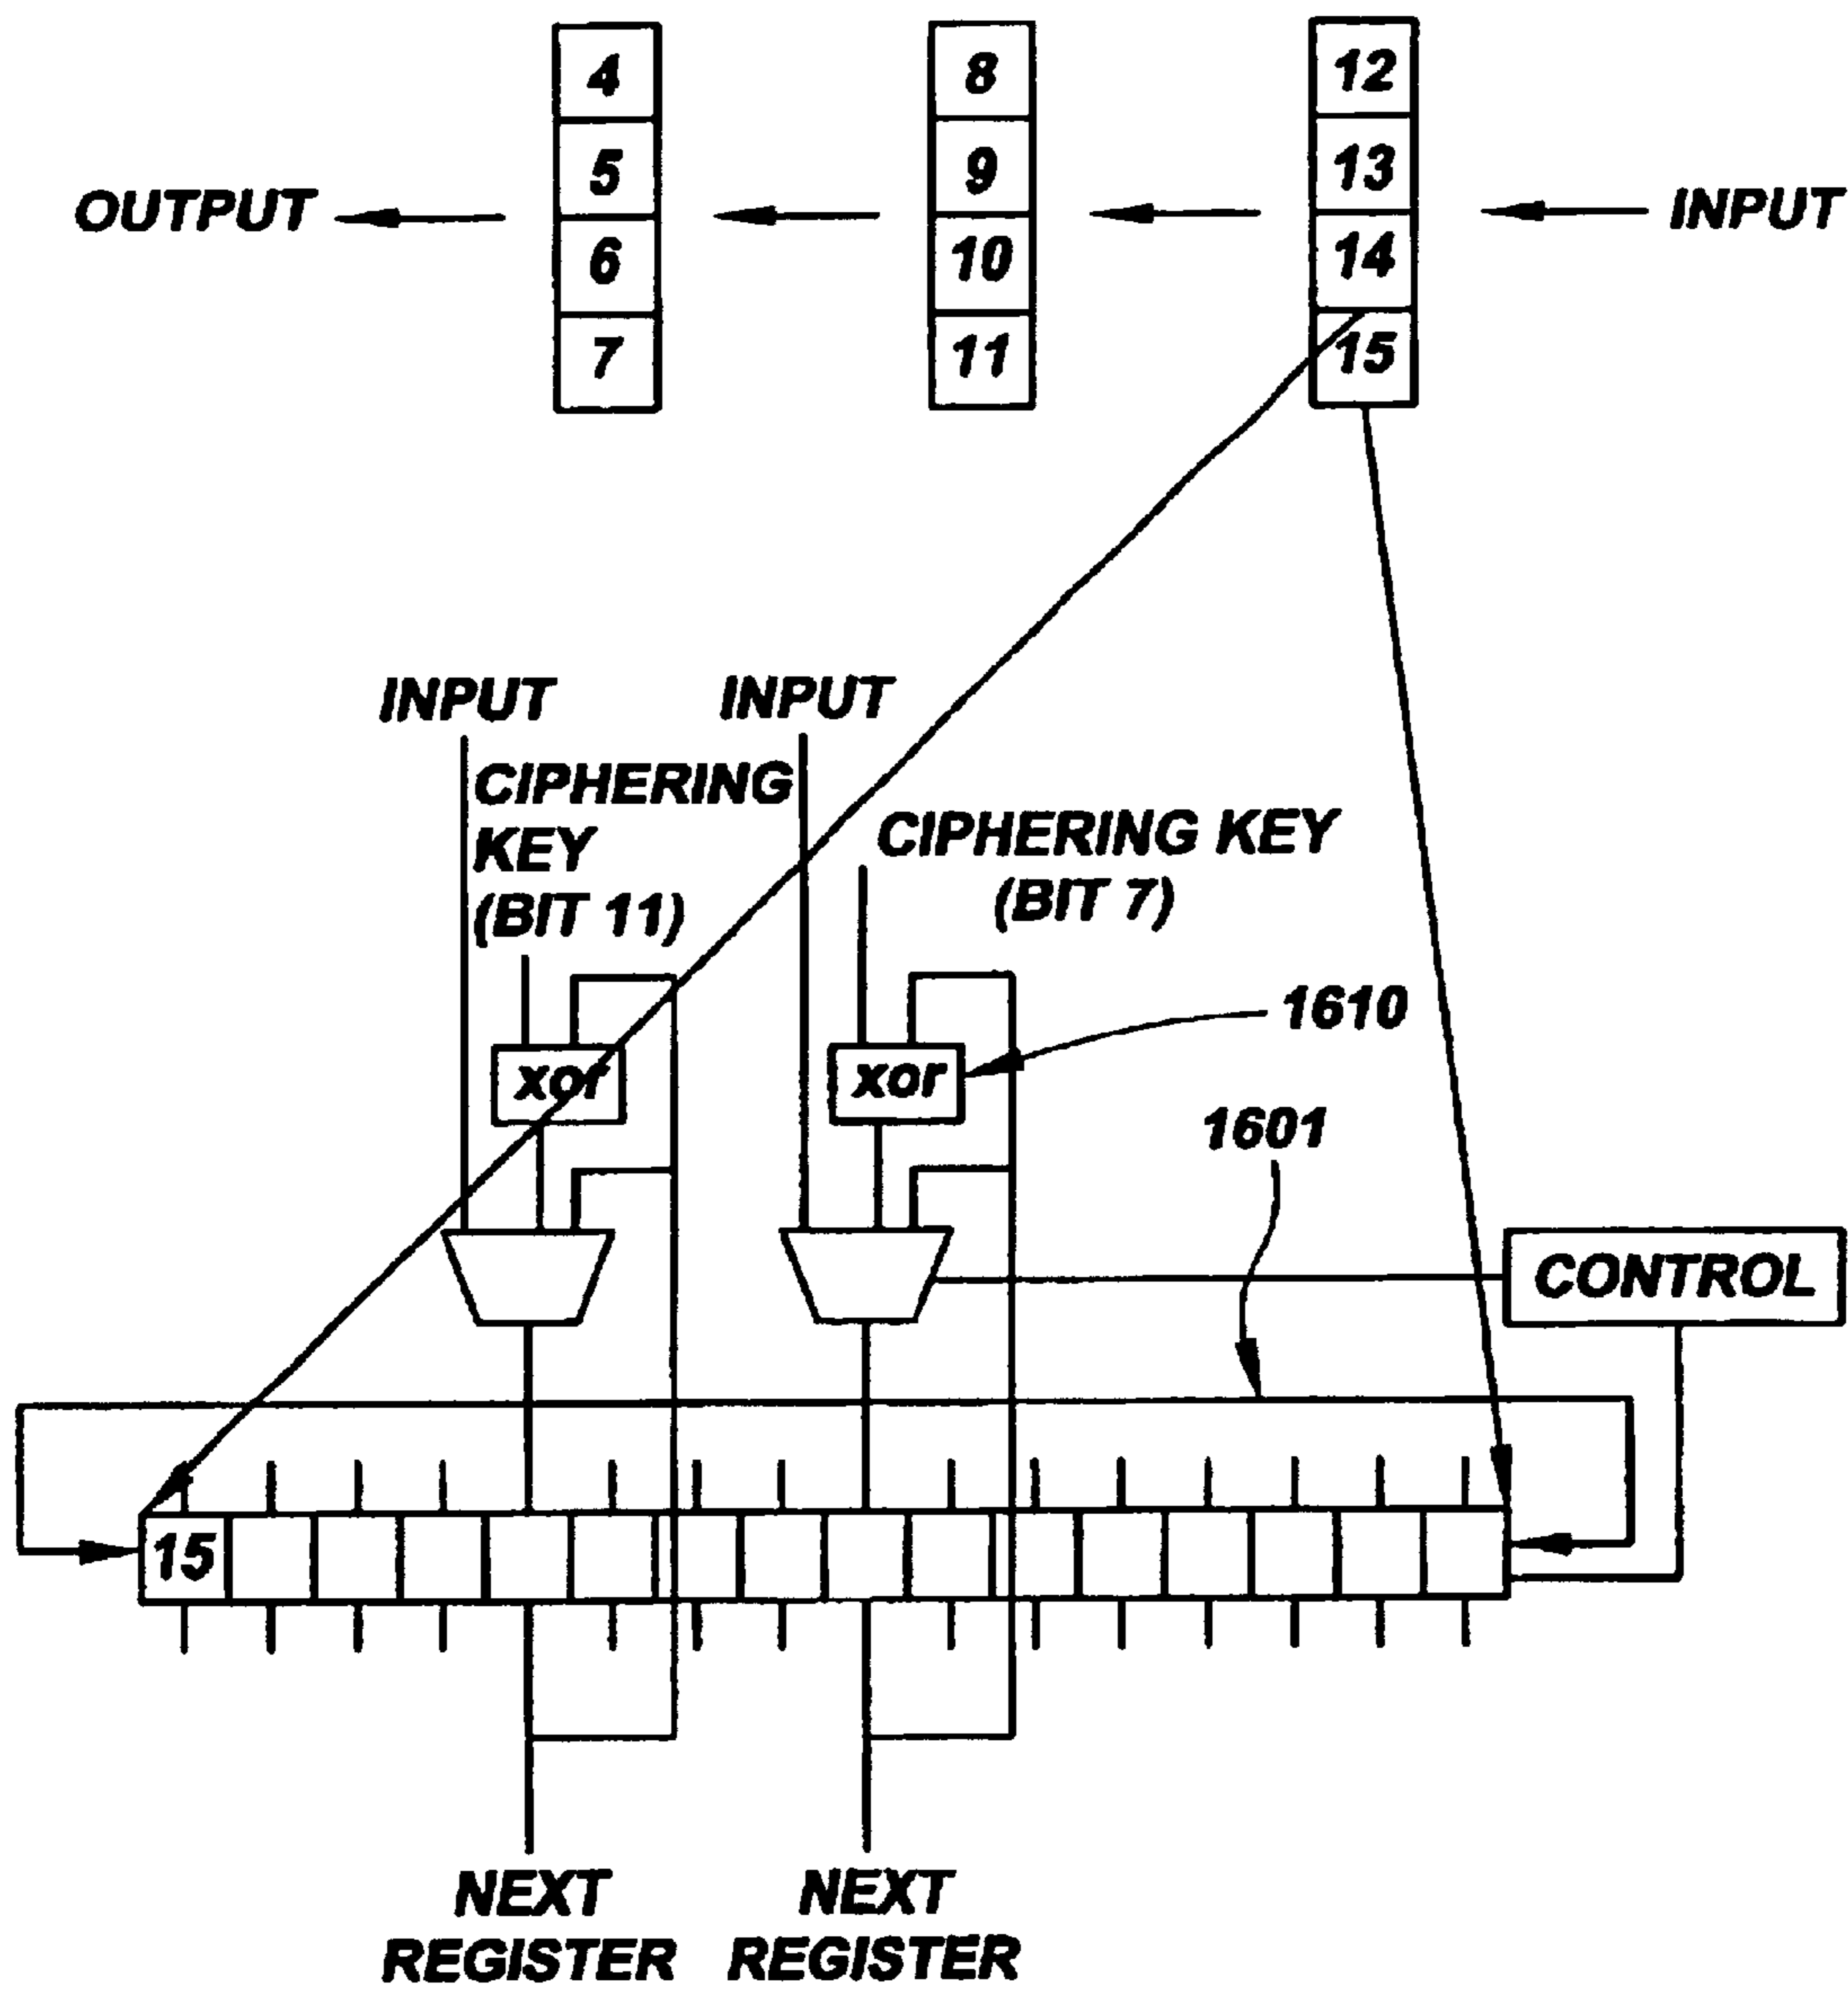 4
8
12
5
9
13
OUTPUT
INPUT
6
10
14
7
11
15
INPUT
INPUT
CIPHERING
KEY
(BIT 11)
CIPHERING KEY
(BIT 7)
xor
xor
1610
1601
CONTROL
15
NEXT
REGISTER
NEXT
REGISTER